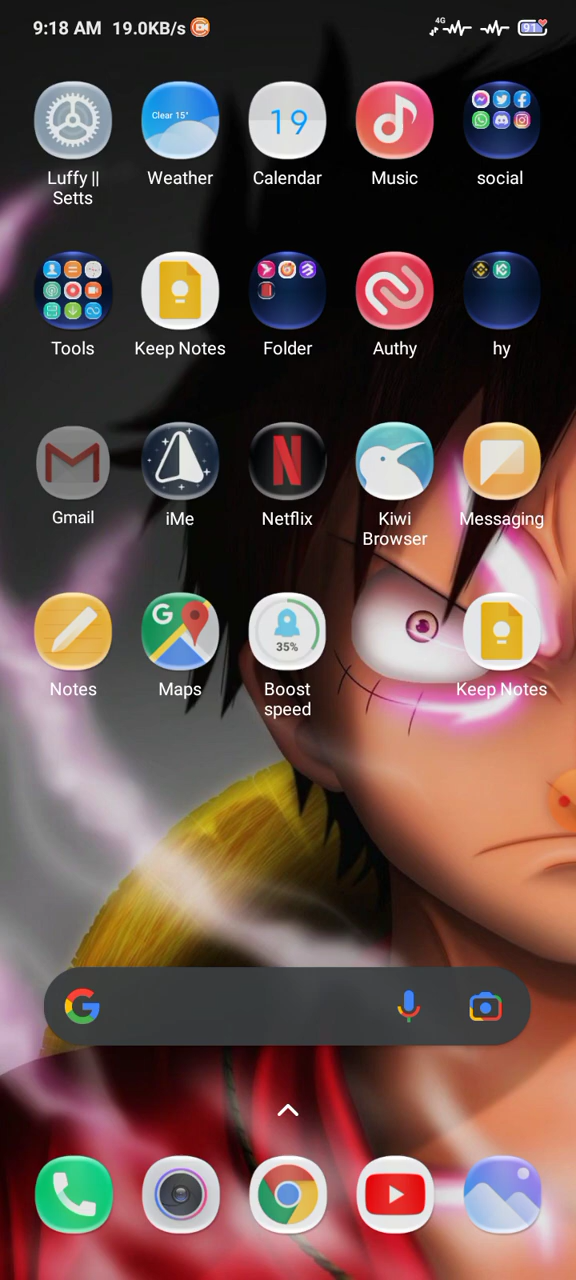 9:18 AM 19.0KB/s
4G
91
Clear 15°
19
Luffy ||
Setts
Weather
Calendar
Music
social
Tools
Keep Notes
Folder
Authy
hy
Gmail
iMe
Netflix
Kiwi
Browser
Messaging
35%
Notes
Maps
Boost
speed
Keep Notes